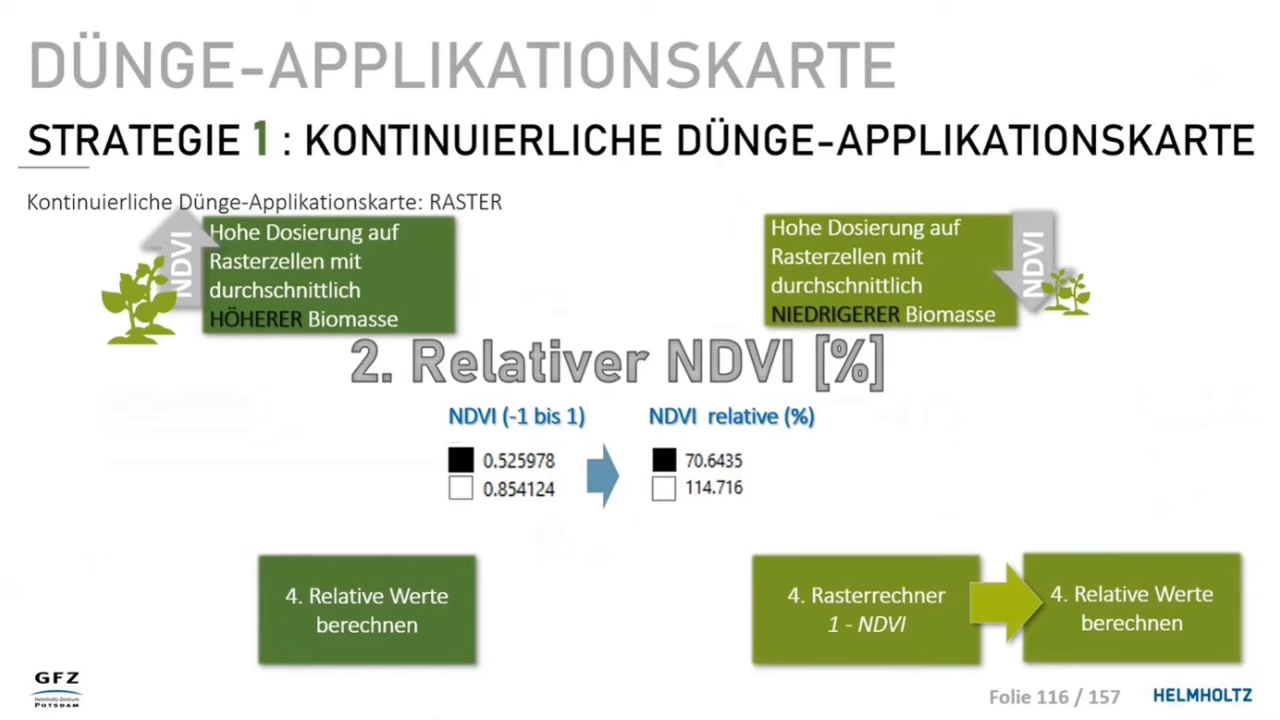 DÜNGE-APPLIKATIONSKARTE
STRATEGIE 1 : KONTINUIERLICHE DÜNGE-APPLIKATIONSKARTE
Kontinuierliche Dünge-Applikationskarte: RASTER
NDVI
Hohe Dosierung auf
Rasterzellen mit
durchschnittlich
HÖHERER Biomasse
Hohe Dosierung auf
Rasterzellen mit
durchschnittlich
NIEDRIGERER Biomasse
NDVI
2. Relativer NDVI [%]
NDVI (-1 bis 1)
0.525978
0.854124
NDVI relative (%)
70.6435
114.716
4. Relative Werte
berechnen
4. Rasterrechner
1 - NDVI
4. Relative Werte
berechnen
GFZ
Helmholtz Zentrum
POTSDAM
Folie 116 / 157
HELMHOLTZ